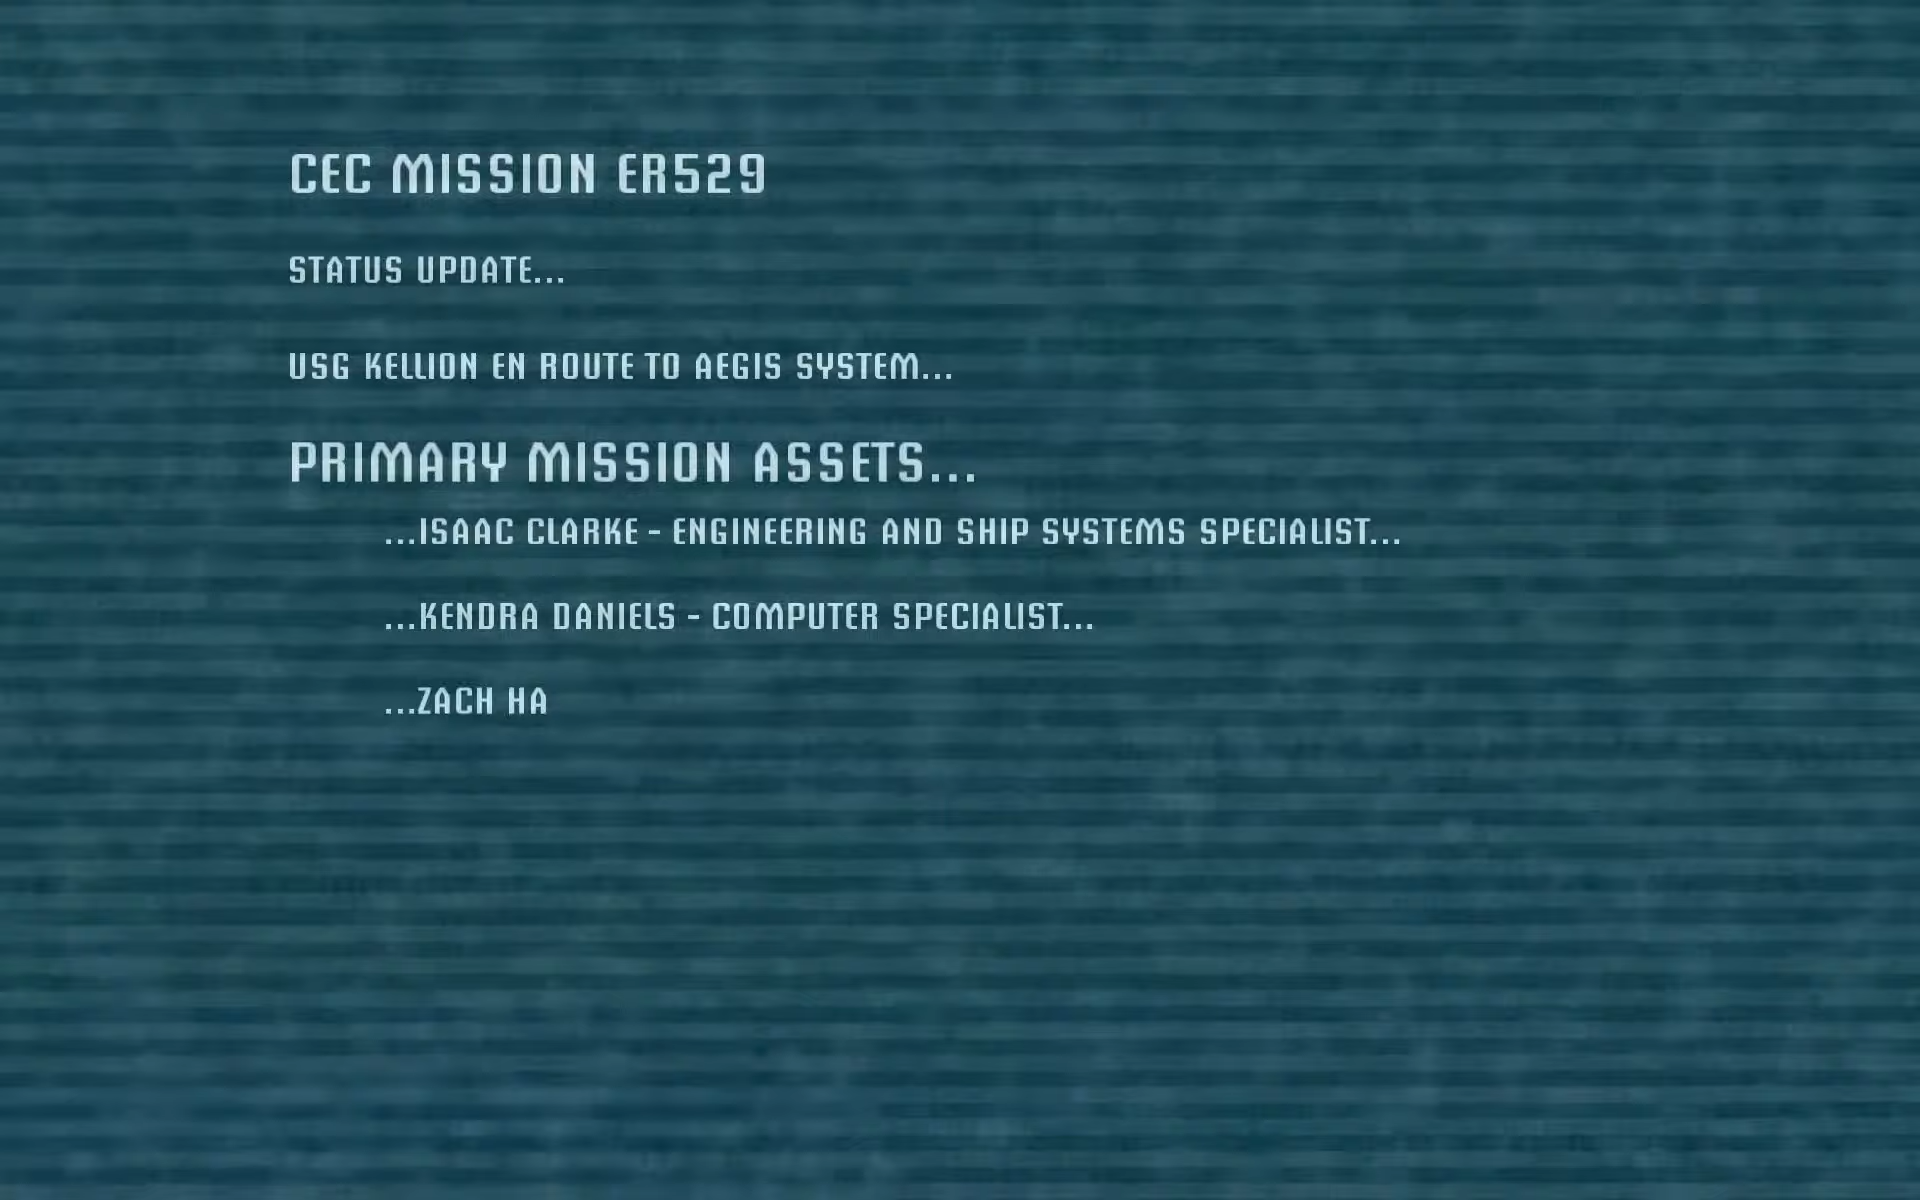 CEC MISSION ER529
STATUS UPDATE...
USG KELLION EN ROUTE TO AEGIS SYSTEM...
PRIMARY MISSION ASSETS...
...ISAAC CLARKE - ENGINEERING AND SHIP SYSTEMS SPECIALIST...
...KENDRA DANIELS - COMPUTER SPECIALIST...
...ZACH HA